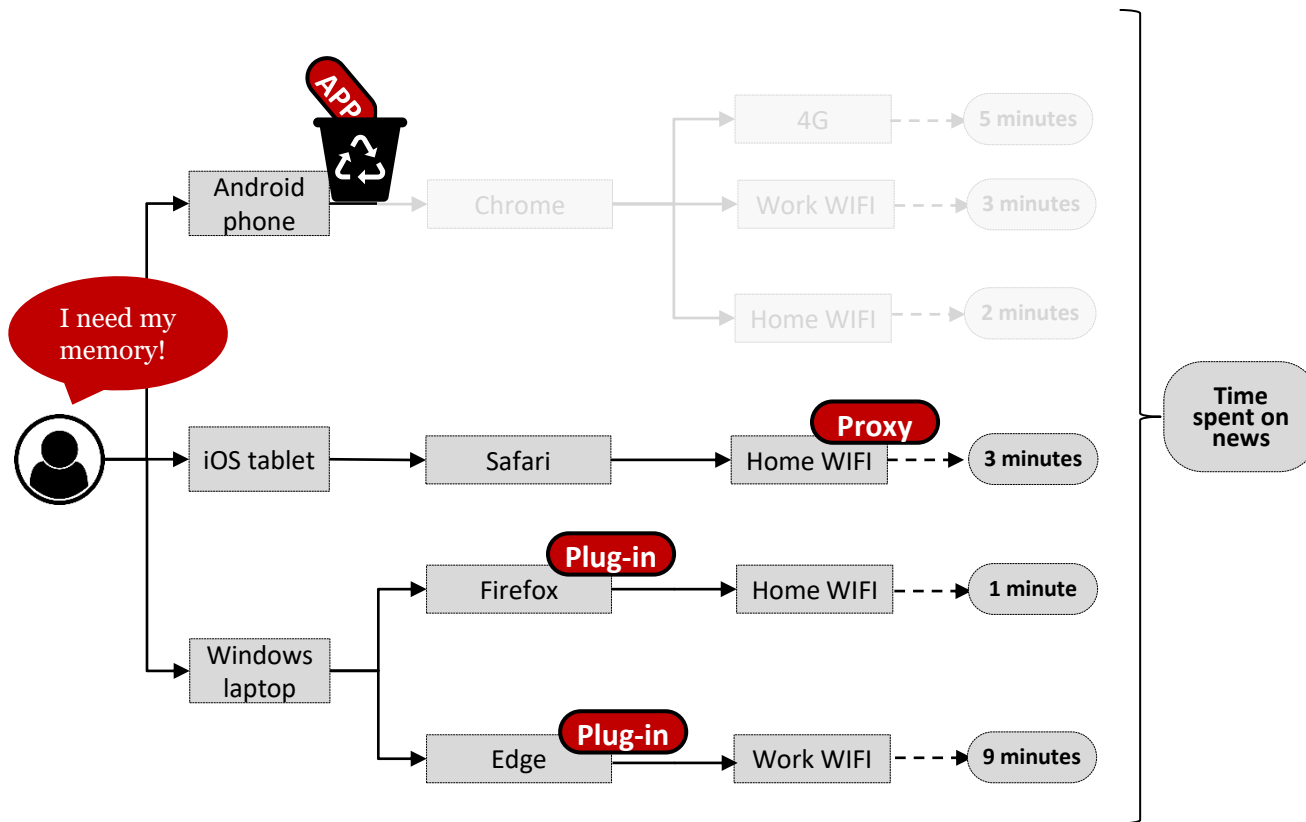 APP
4G
5 minutes
Android
phone
Chrome
Work WIFI
3 minutes
I need my
memory!
Home WIFI
2 minutes
Time
spent on
news
Proxy
iOS tablet
Safari
Home WIFI
3 minutes
Plug-in
Firefox
Home WIFI
1 minute
Windows
laptop
Plug-in
Edge
Work WIFI
9 minutes